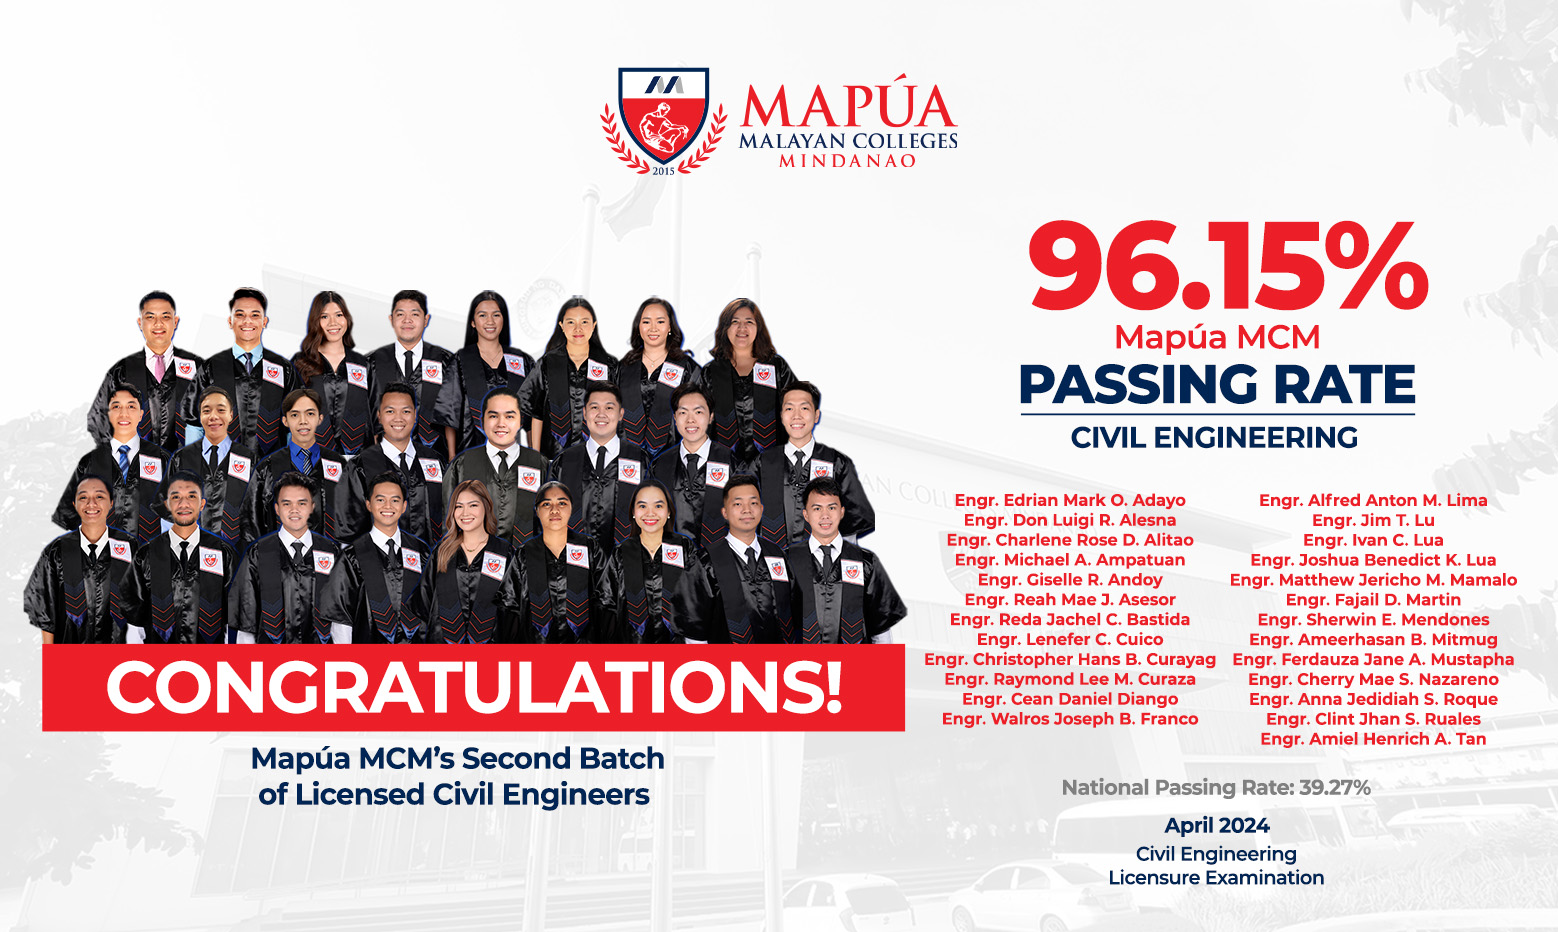 MAPÚA
MALAYAN COLLEGES
MINDANAO
2015
96.15%
Mapúa MCM
PASSING RATE
CIVIL ENGINEERING
Engr. Edrian Mark O. Adayo
Engr. Don Luigi R. Alesna
Engr. Charlene Rose D. Alitao
Engr. Michael A. Ampatuan
Engr. Giselle R. Andoy
Engr. Reah Mae J. Asesor
Engr. Reda Jachel C. Bastida
Engr. Lenefer C. Cuico
Engr. Christopher Hans B. Curayag
Engr. Raymond Lee M. Curaza
Engr. Cean Daniel Diango
Engr. Walros Joseph B. Franco
Engr. Alfred Anton M. Lima
Engr. Jim T. Lu
Engr. Ivan C. Lua
Engr. Joshua Benedict K. Lua
Engr. Matthew Jericho M. Mamalo
Engr. Fajail D. Martin
Engr. Sherwin E. Mendones
Engr. Ameerhasan B. Mitmug
Engr. Ferdauza Jane A. Mustapha
Engr. Cherry Mae S. Nazareno
Engr. Anna Jedidiah S. Roque
Engr. Clint Jhan S. Ruales
Engr. Amiel Henrich A. Tan
CONGRATULATIONS!
Mapúa MCM's Second Batch
of Licensed Civil Engineers
National Passing Rate: 39.27%
April 2024
Civil Engineering
Licensure Examination